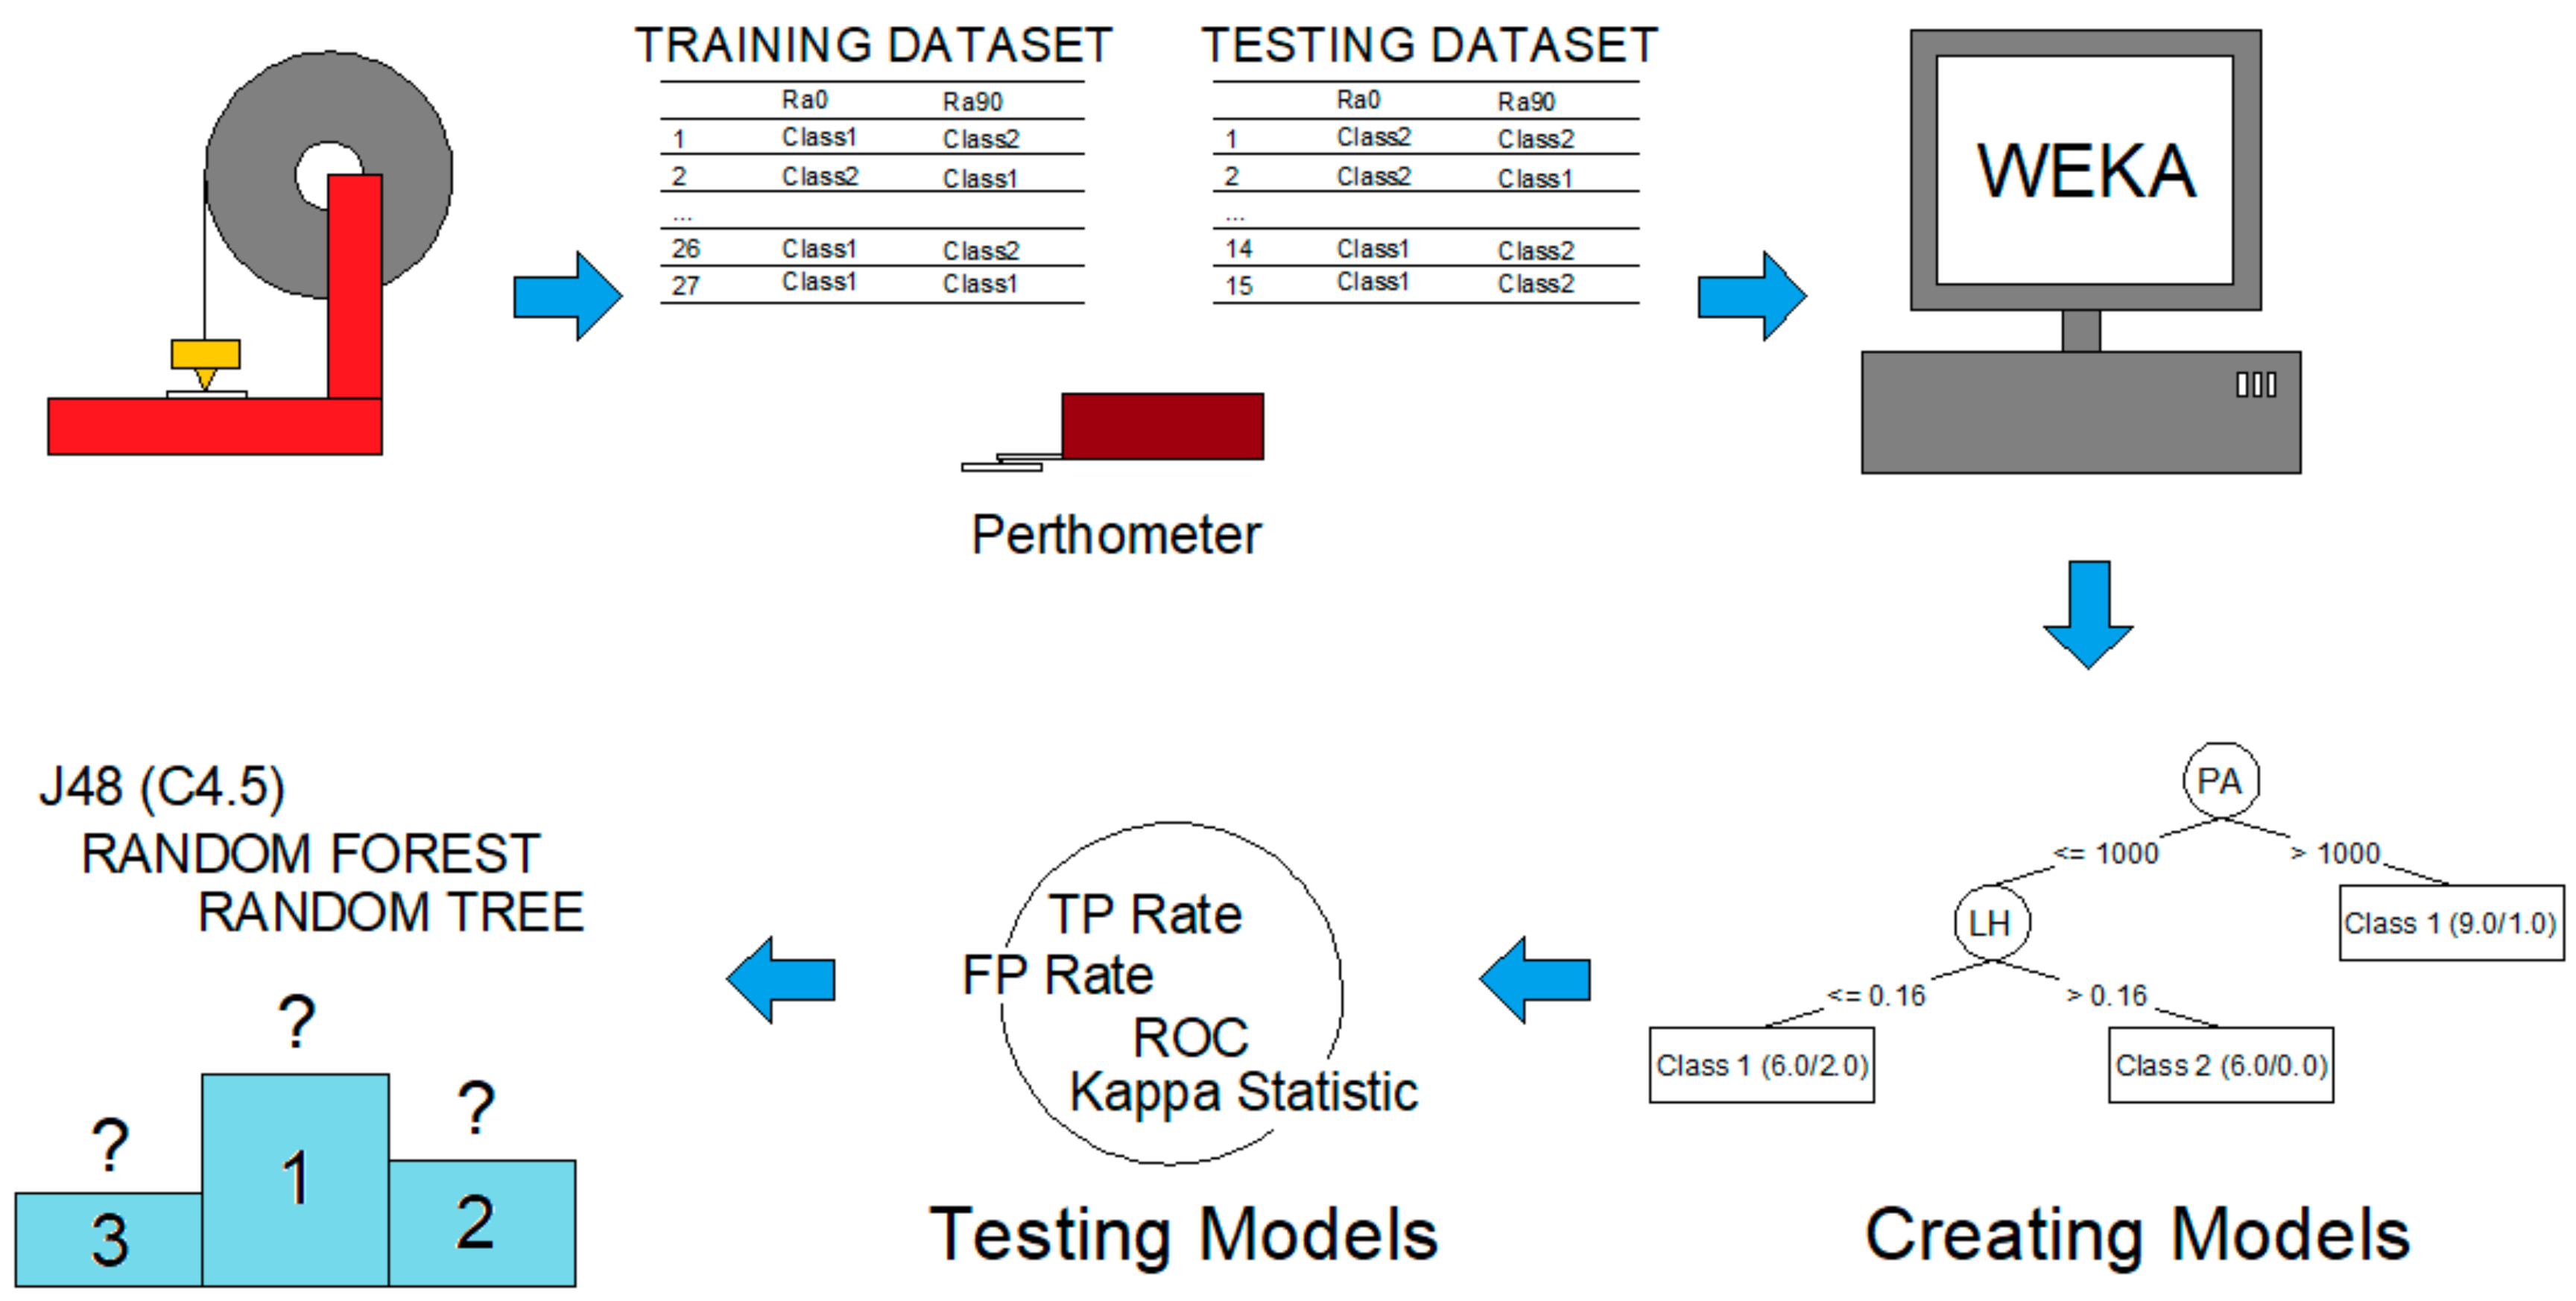 TRAINING DATASET
Ra0 Ra90
1 Class1 Class2
2 Class2 Class1
...
26 Class1 Class2
27 Class1 Class1
TESTING DATASET
Ra0 Ra90
1 Class2 Class2
2 Class2 Class1
...
14 Class1 Class2
15 Class1 Class2
WEKA
Perthometer
PA
<= 1000 > 1000
LH
Class 1 (9.0/1.0)
<= 0.16 > 0.16
Class 1 (6.0/2.0)
Class 2 (6.0/0.0)
Creating Models
TP Rate
FP Rate
ROC
Kappa Statistic
Testing Models
J48 (C4.5)
RANDOM FOREST
RANDOM TREE
?
?
?
1
2
3